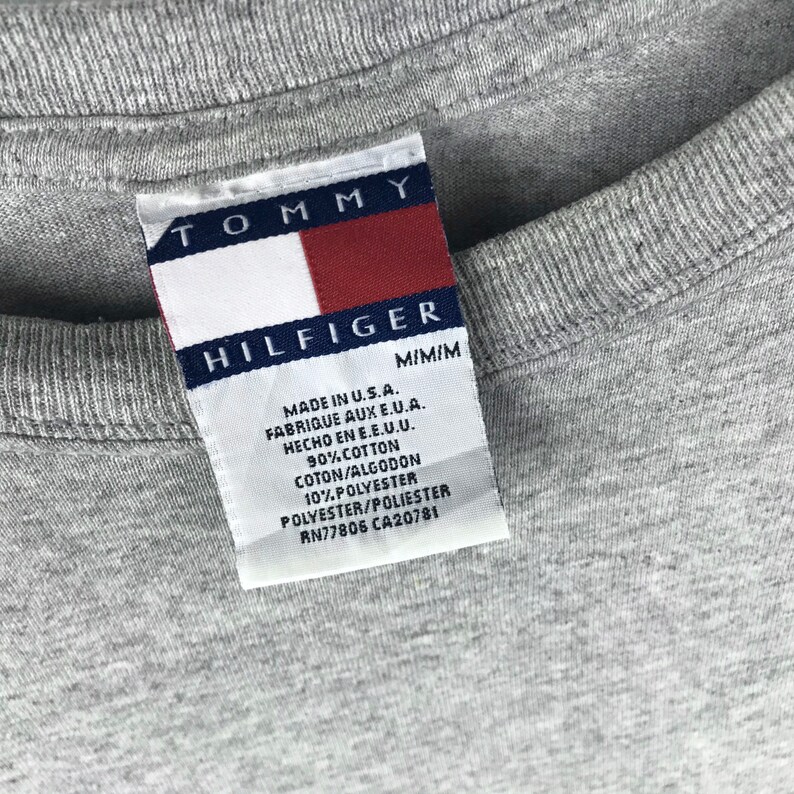 TOMMY
HILFIGER
M/M/M
MADE IN U.S.A.
FABRIQUE AUX E.U.A.
HECHO EN E.E.U.U.
90% COTTON
COTON/ALGODON
10% POLYESTER
POLYESTER/POLIESTER
RN77806 CA20781